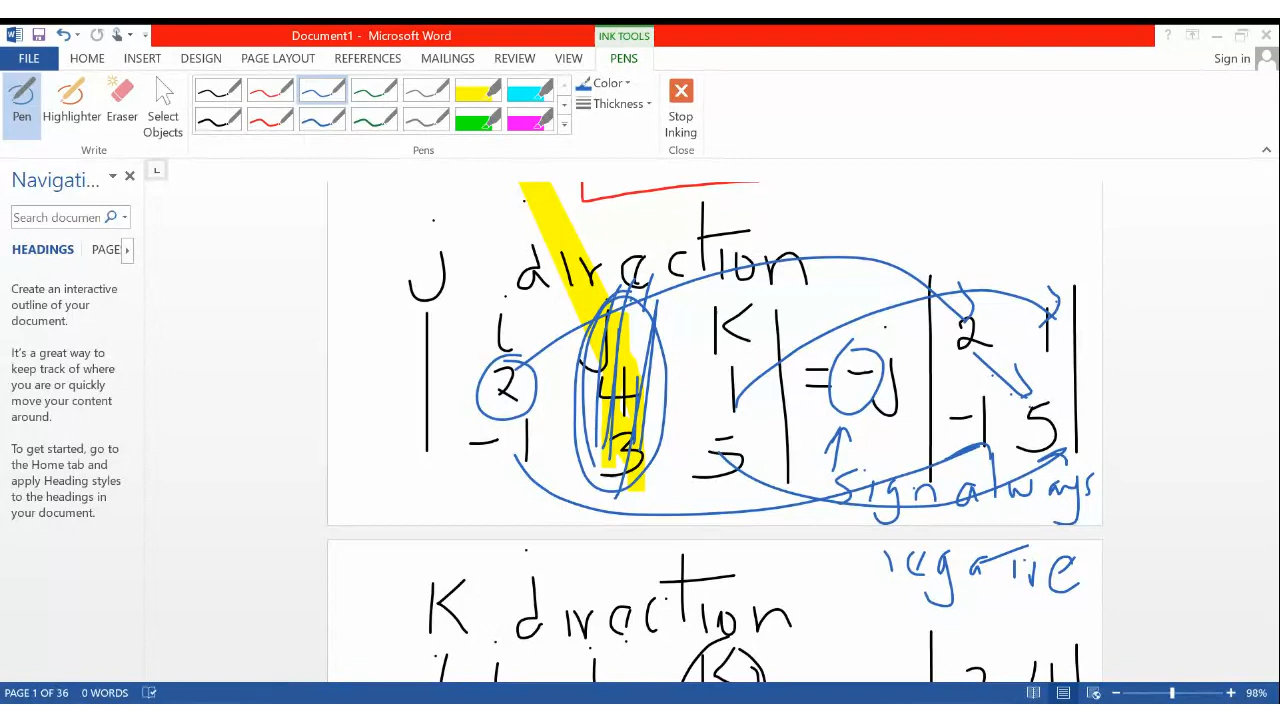 Document1 - Microsoft Word
INK TOOLS
FILE HOME INSERT DESIGN PAGE LAYOUT REFERENCES MAILINGS REVIEW VIEW PENS Sign in
Pen Highlighter Eraser Select Objects
Color
Thickness
Stop Inking
Write Pens Close
Navigati...
Search documen
HEADINGS PAGE
Create an interactive
outline of your
document.
It's a great way to
keep track of where
you are or quickly
move your content
around.
To get started, go to
the Home tab and
apply Heading styles
to the headings in
your document.
j direction
| i j K | = -j | 2 1 |
| 2 4 1 | | -1 5 |
| -1 3 5 |
sign always
negative
K direction
PAGE 1 OF 36 0 WORDS 98%